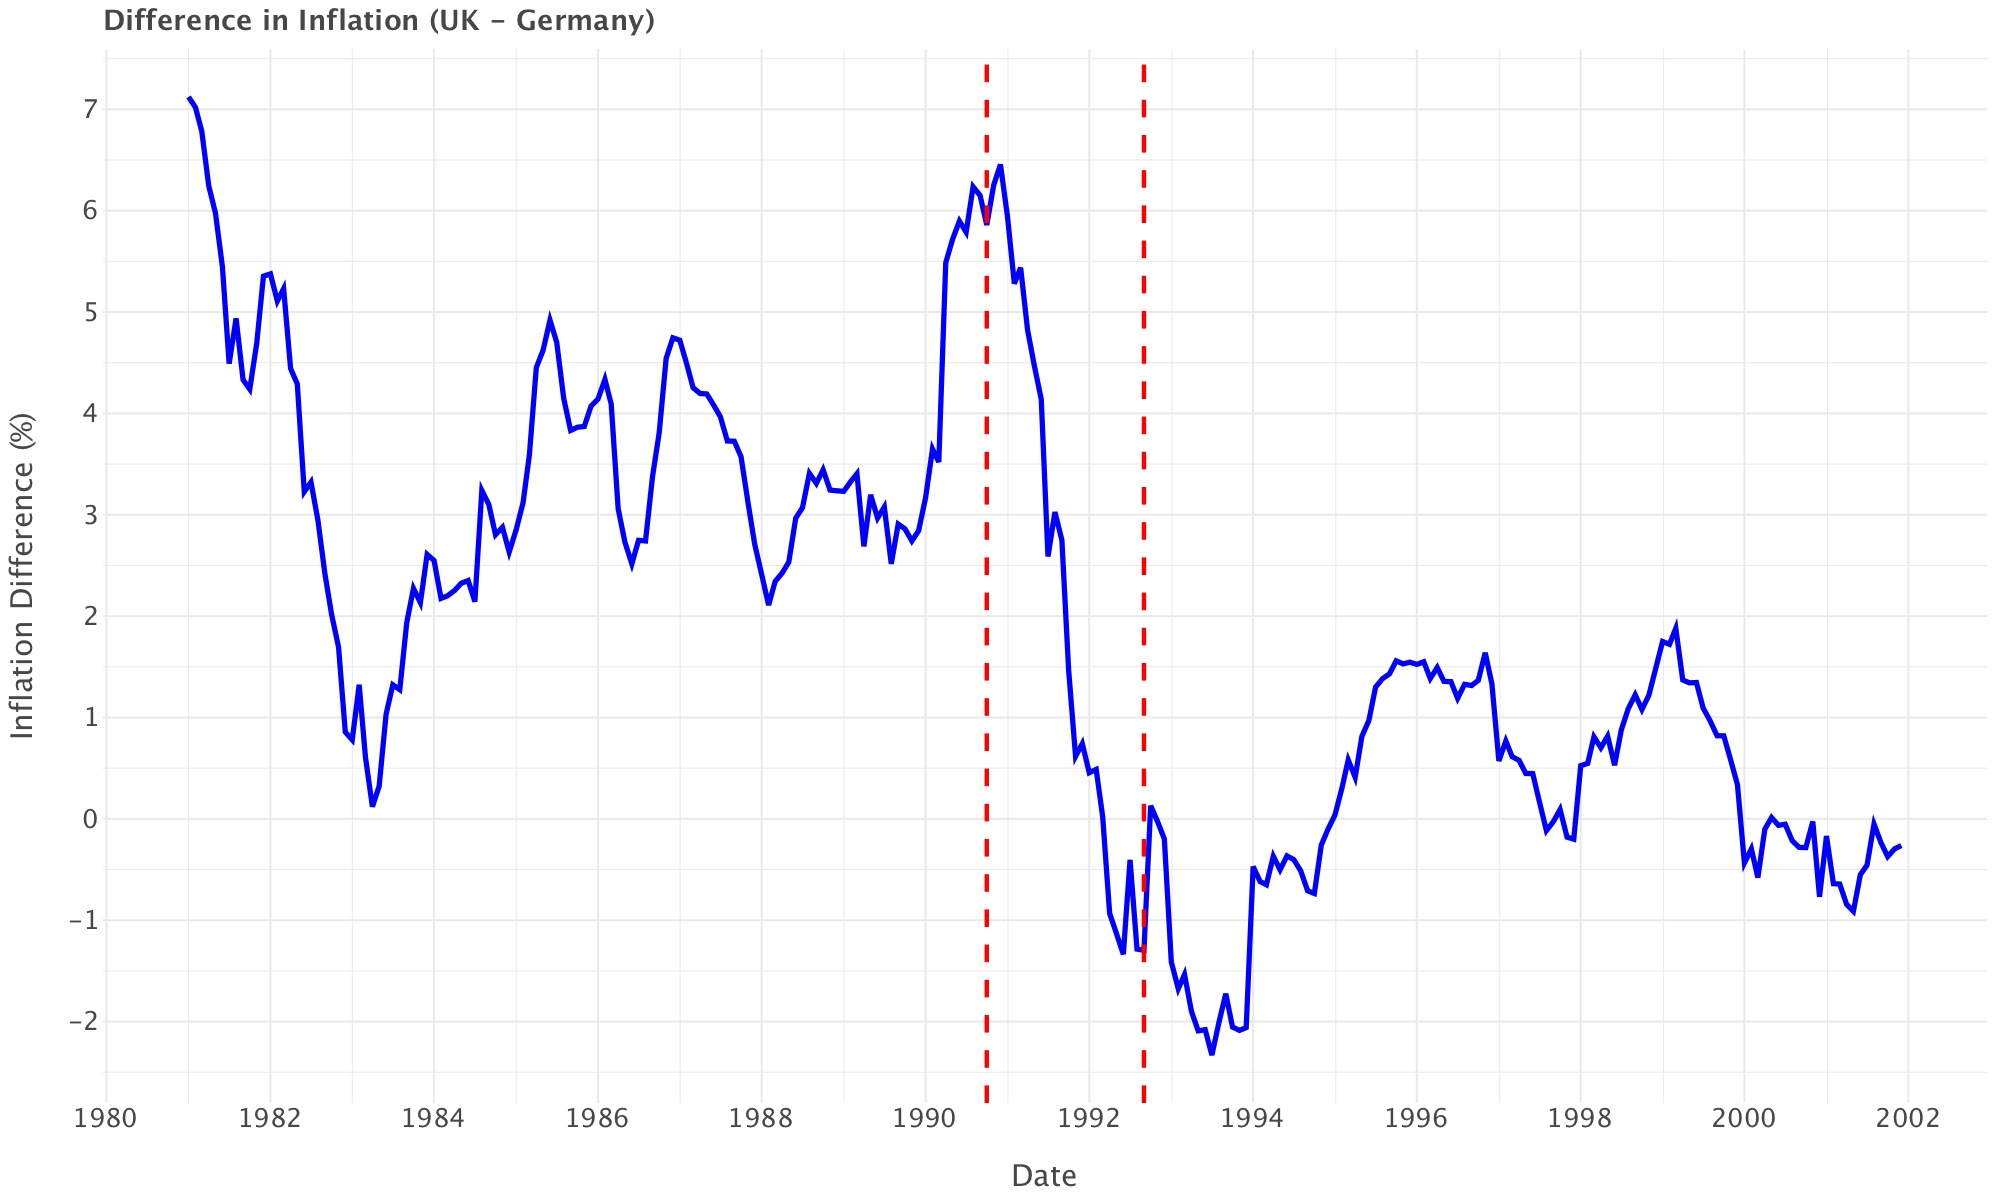 Difference in Inflation (UK – Germany)
Inflation Difference (%)
7
6
5
4
3
2
1
0
−1
−2
1980 1982 1984 1986 1988 1990 1992 1994 1996 1998 2000 2002
Date